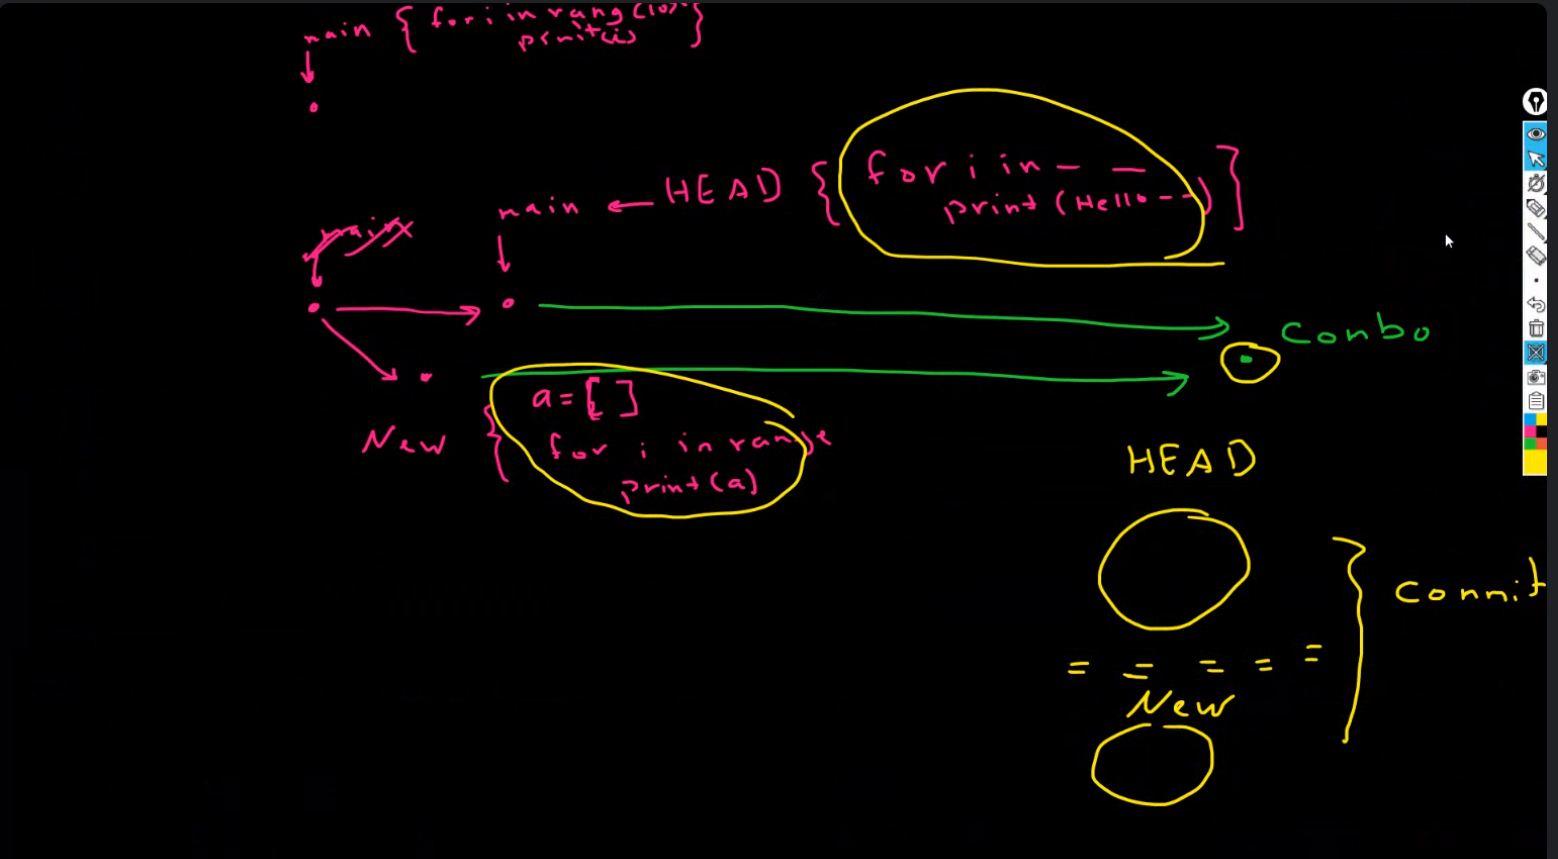 main { for i in rang (10) }
print(i)
main ← HEAD { for i in - - }
print (Hello - -)
main
combo
a = [ ]
New { for i in range
print(a)
HEAD
= = = = =
New
Commit